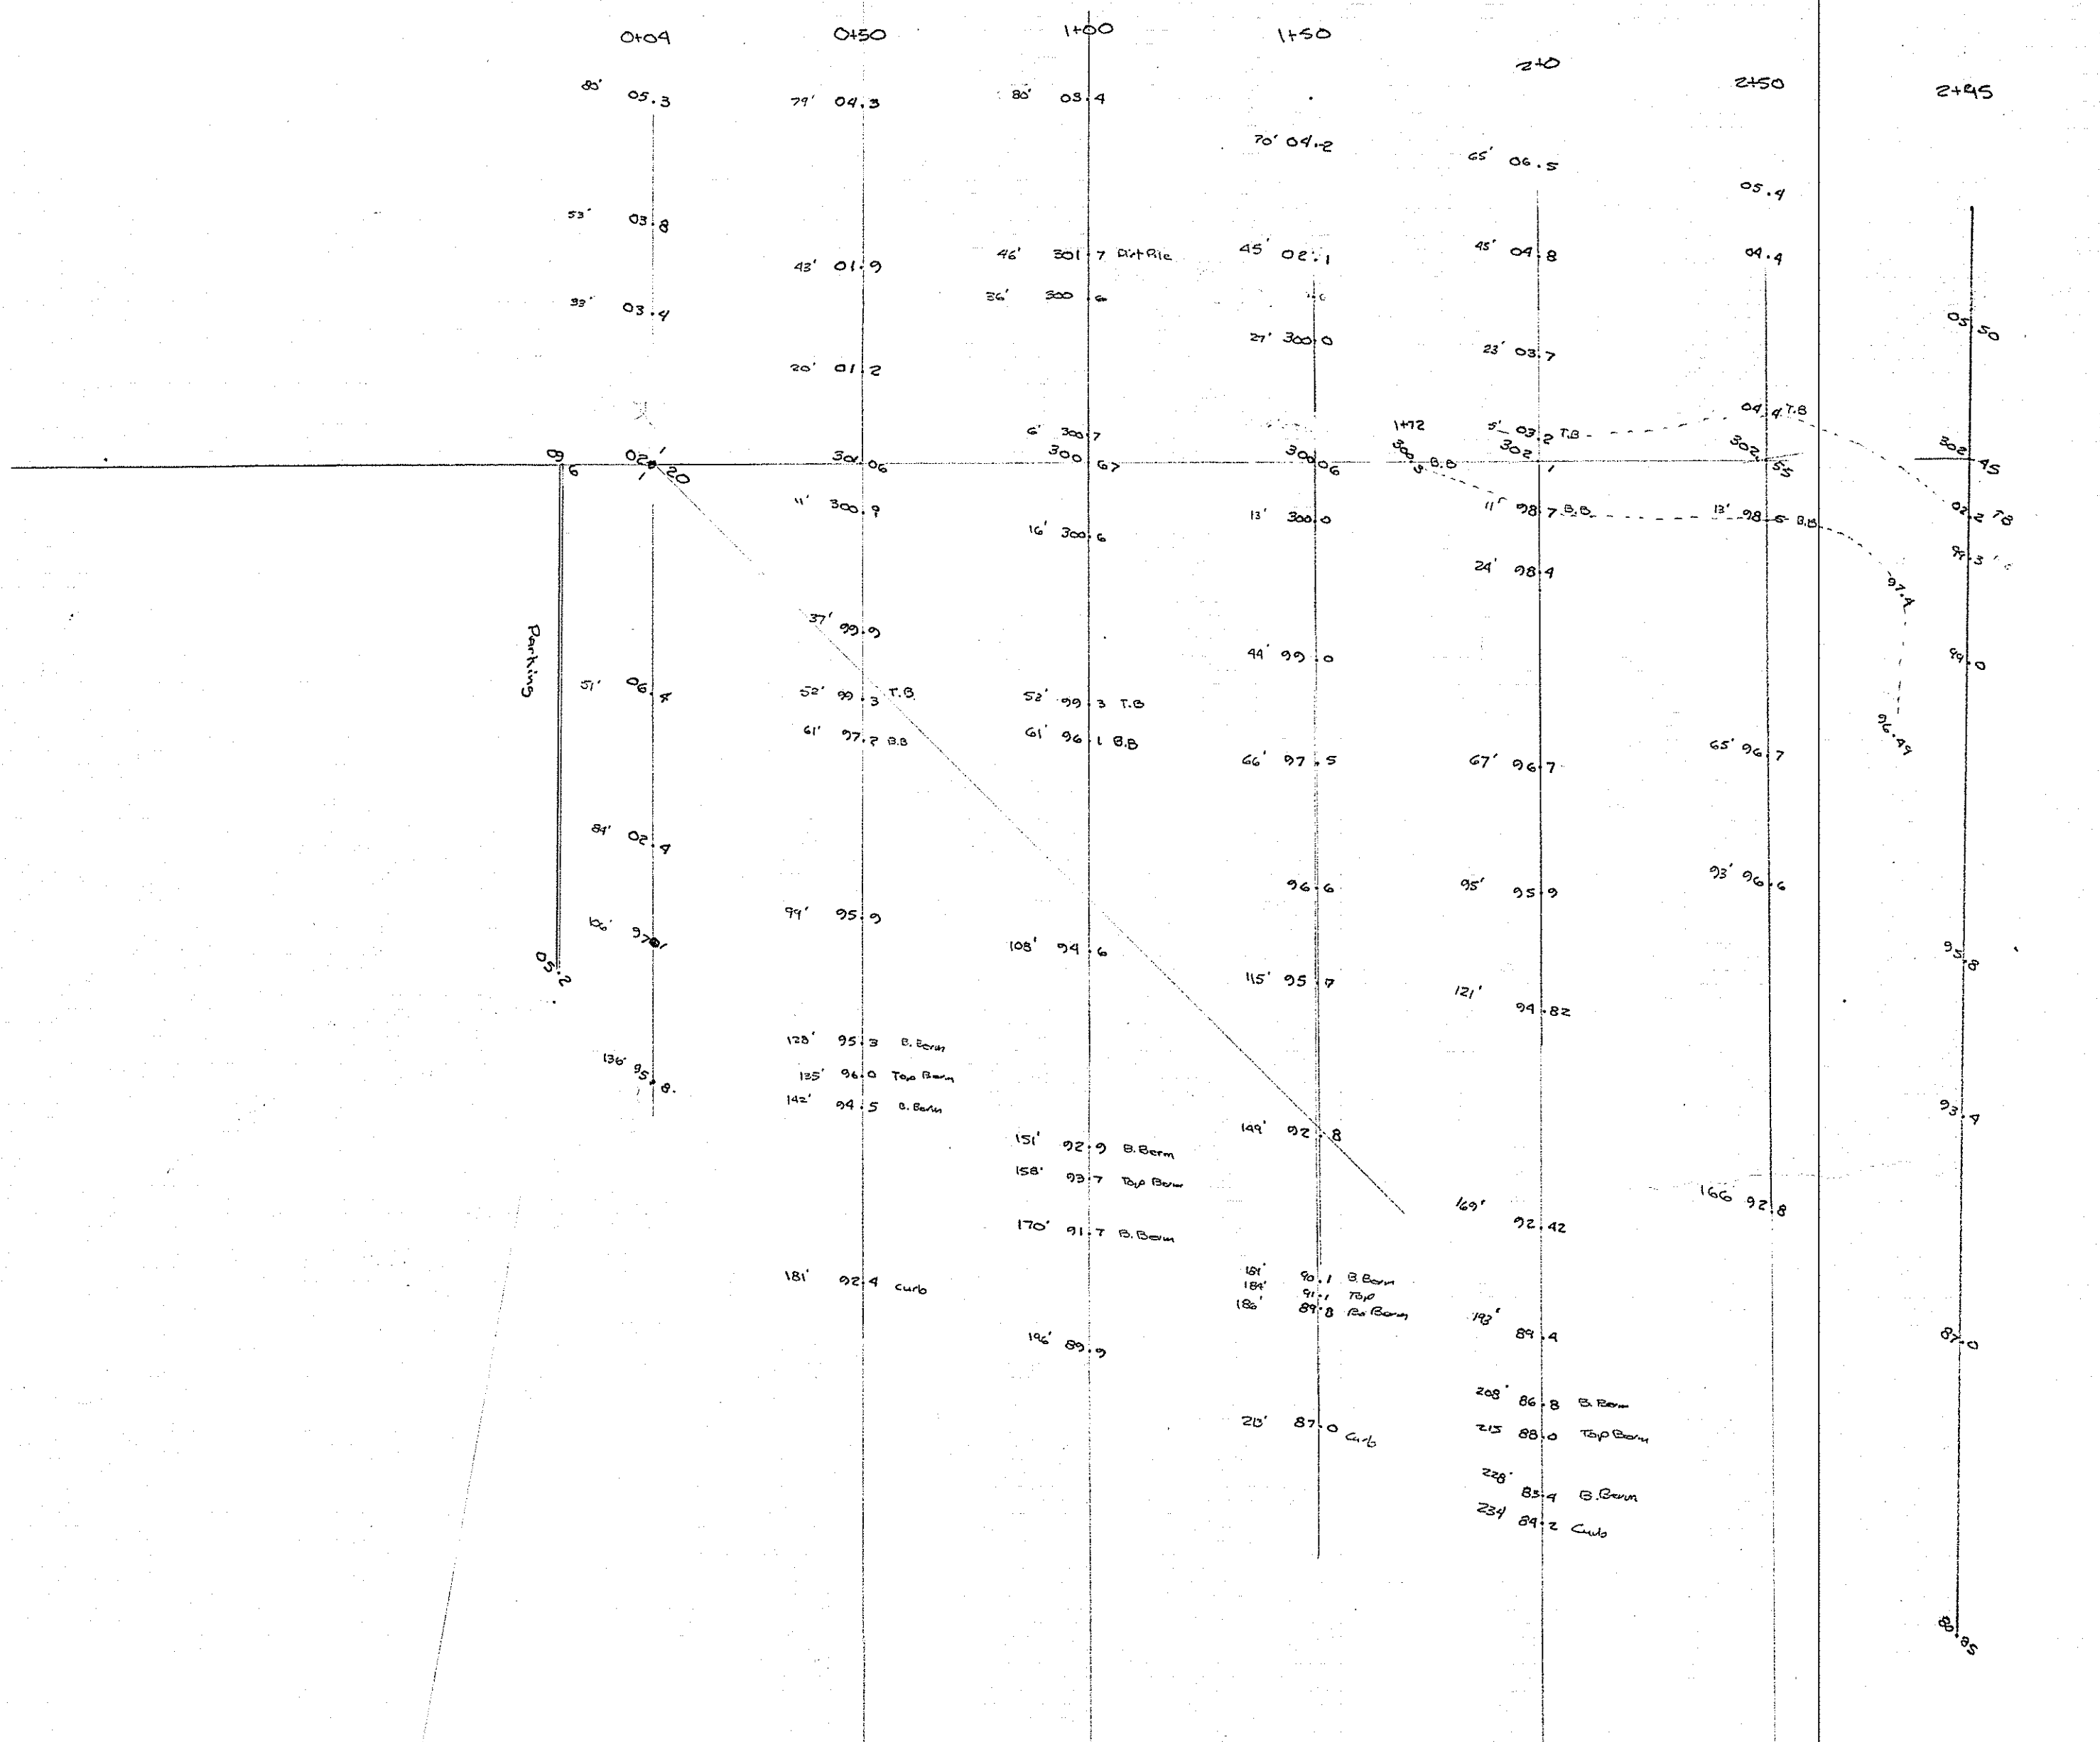 0+04
0+50
1+00
1+50
2+0
2+50
2+95
80' 05.3
79' 04.3
80' 03.4
70' 04.2
65' 06.5
05.4
53' 03.8
43' 01.9
46' 301.7 Dirt Pile
45' 02.1
45' 04.8
04.4
33' 03.4
36' 300.6
27' 300.0
05.50
20' 01.2
23' 03.7
04.4 T.B
6' 300.7
1+72
5' 03.2 T.B
02.20
301.06
300.67
300.06
B.B
302.1
302.55
302.45
11' 300.9
16' 300.6
13' 300.0
11' 98.7 B.B
13' 98.5 B.B
02.2 TB
24' 98.4
99.3
97.4
Parking
37' 99.9
44' 99.0
99.0
51' 06.4
52' 99.3 T.B
52' 99.3 T.B
61' 97.2 B.B
61' 96.1 B.B
66' 97.5
67' 96.7
65' 96.7
96.49
84' 02.4
96.6
95' 95.9
93' 96.6
106'
99' 95.9
108' 94.6
115' 95.7
121' 94.82
95.8
05.2
136' 95.8
128' 95.3 B. Berm
135' 96.0 Top Berm
142' 94.5 B. Berm
151' 92.9 B. Berm
158' 93.7 Top Berm
170' 91.7 B. Berm
149' 92.8
169' 92.42
166 92.8
93.4
181' 92.4 Curb
90.1 B. Berm
184' 91.1 Top
186' 89.8 Berm
193' 89.4
87.0
196' 89.9
208' 86.8 B. Berm
213' 87.0 Curb
215 88.0 Top Berm
228' 83.4 B. Berm
234 84.2 Curb